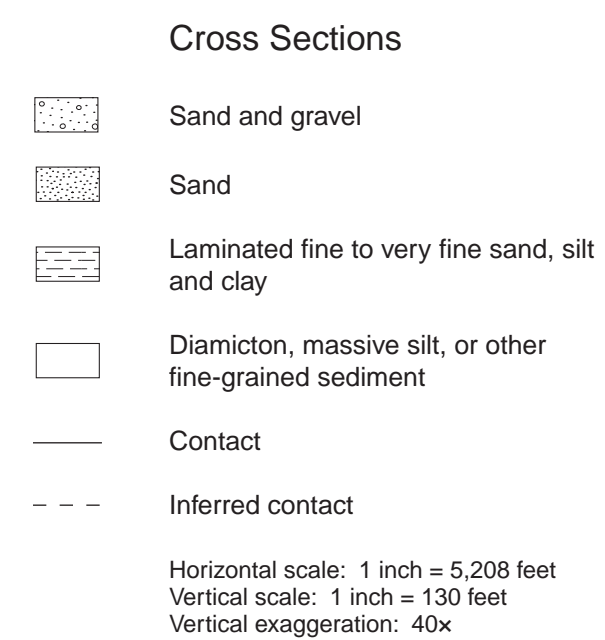 Cross Sections
Sand and gravel
Sand
Laminated fine to very fine sand, silt
and clay
Diamicton, massive silt, or other
fine-grained sediment
Contact
Inferred contact
Horizontal scale: 1 inch = 5,208 feet
Vertical scale: 1 inch = 130 feet
Vertical exaggeration: 40×